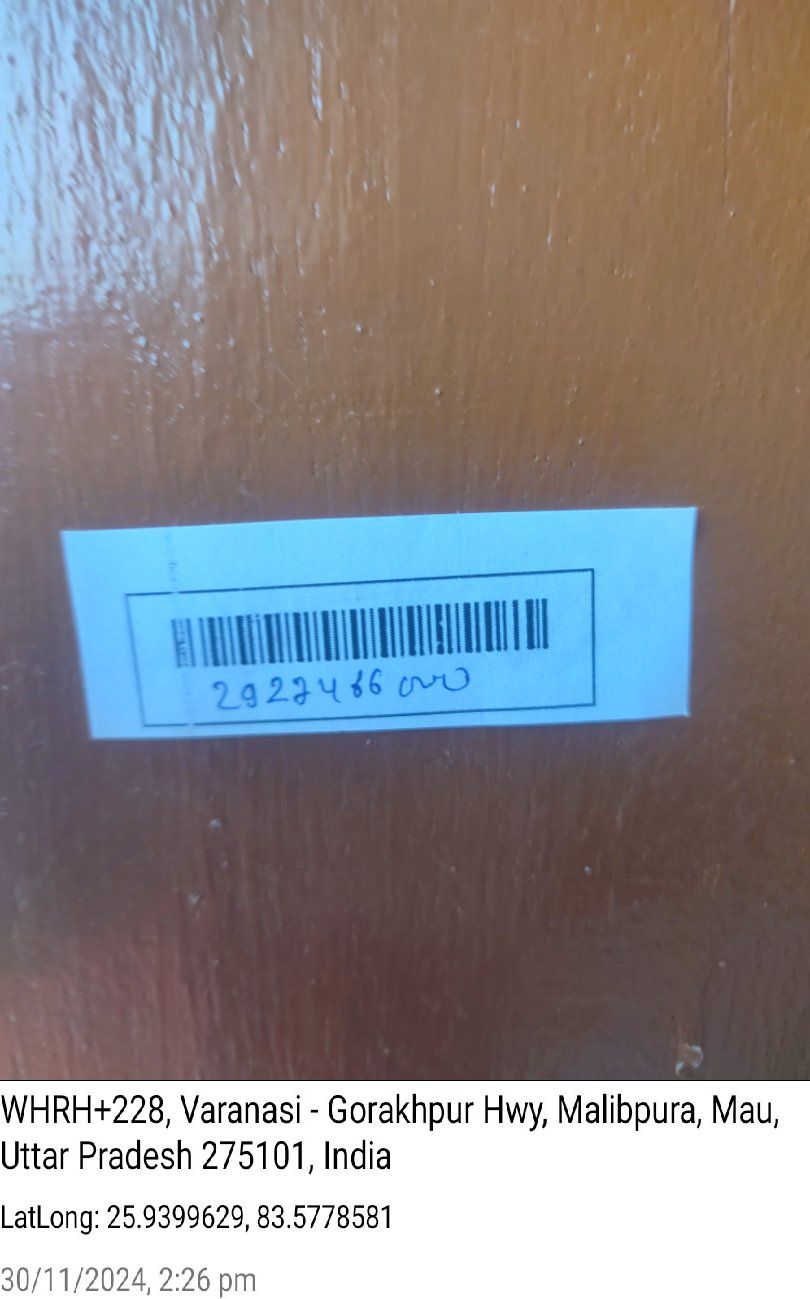 2927466000
WHRH+228, Varanasi - Gorakhpur Hwy, Malibpura, Mau,
Uttar Pradesh 275101, India
LatLong: 25.9399629, 83.5778581
30/11/2024, 2:26 pm